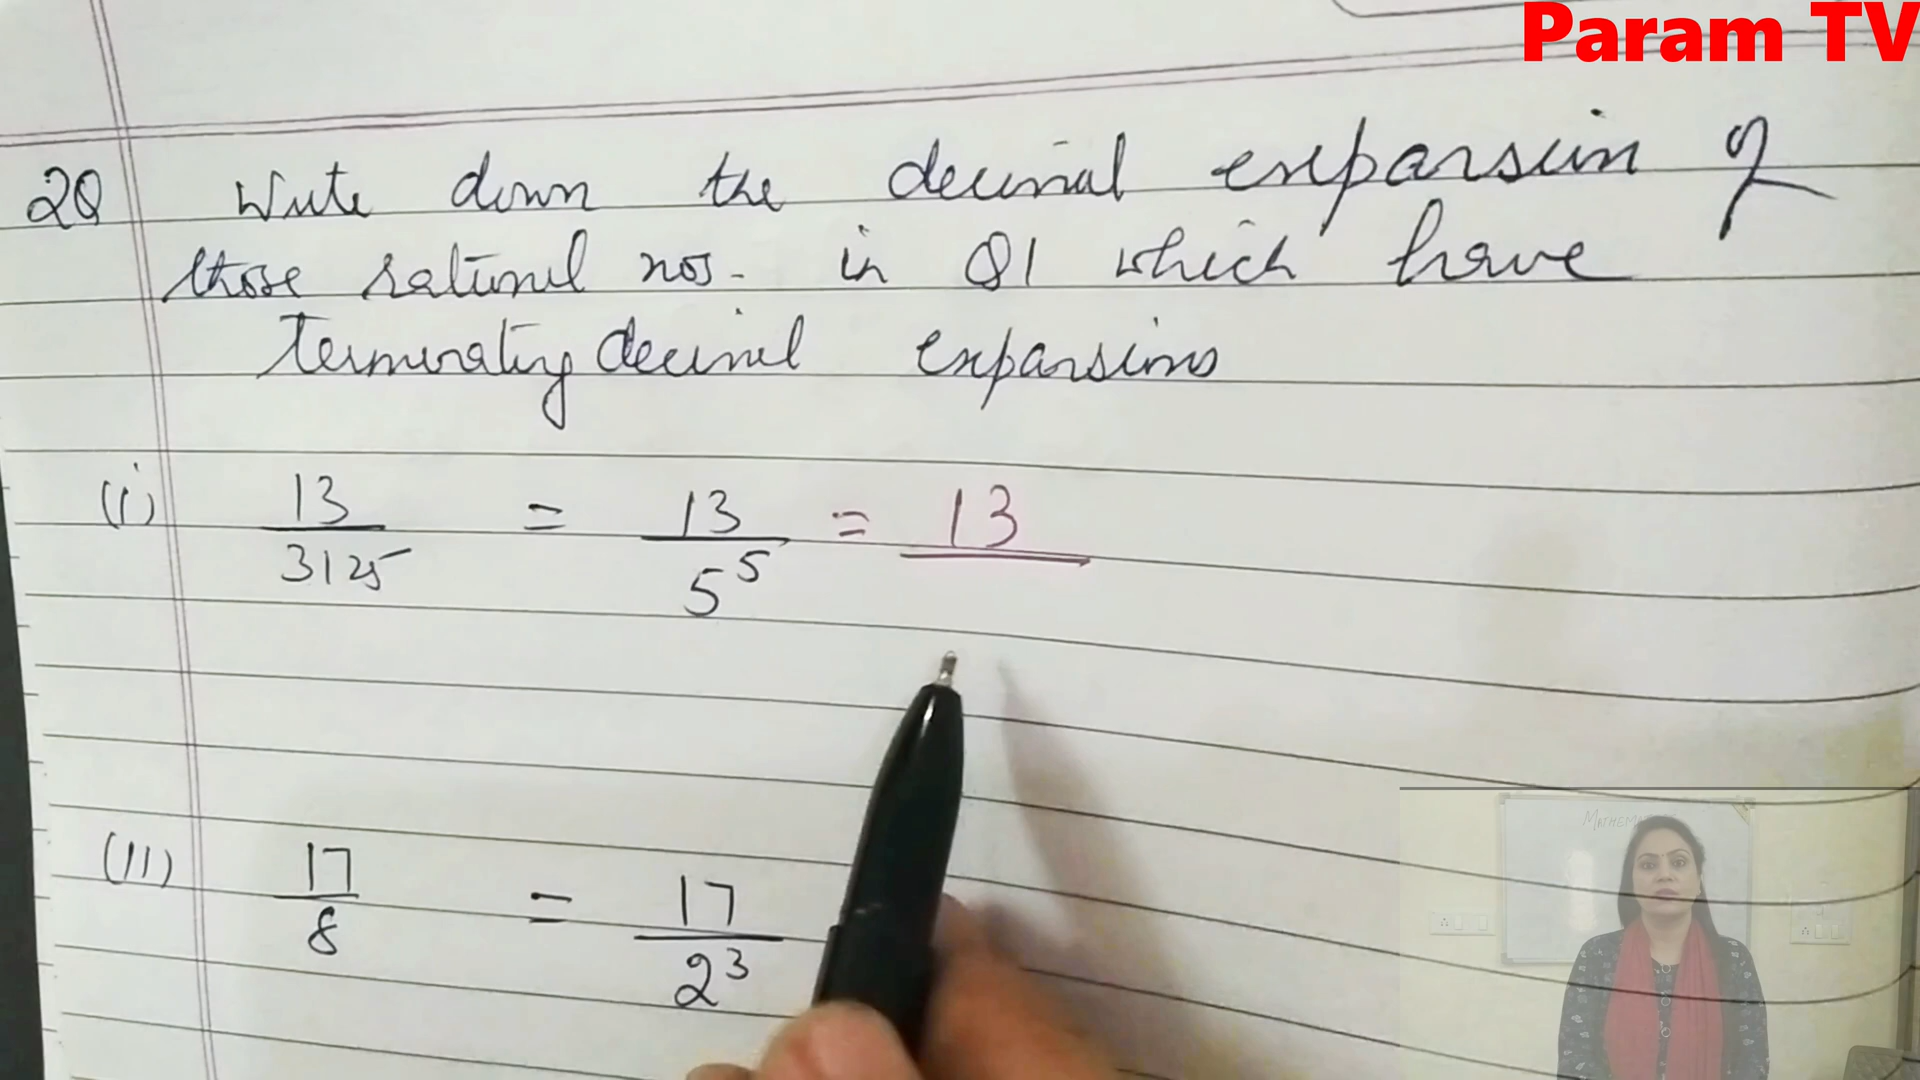 Param TV
2Q Write down the decimal expansion of
those rational nos. in Q1 which have
terminating decimal expansions
(i) 13/3125 = 13/5^5 = 13
(ii) 17/8 = 17/2^3